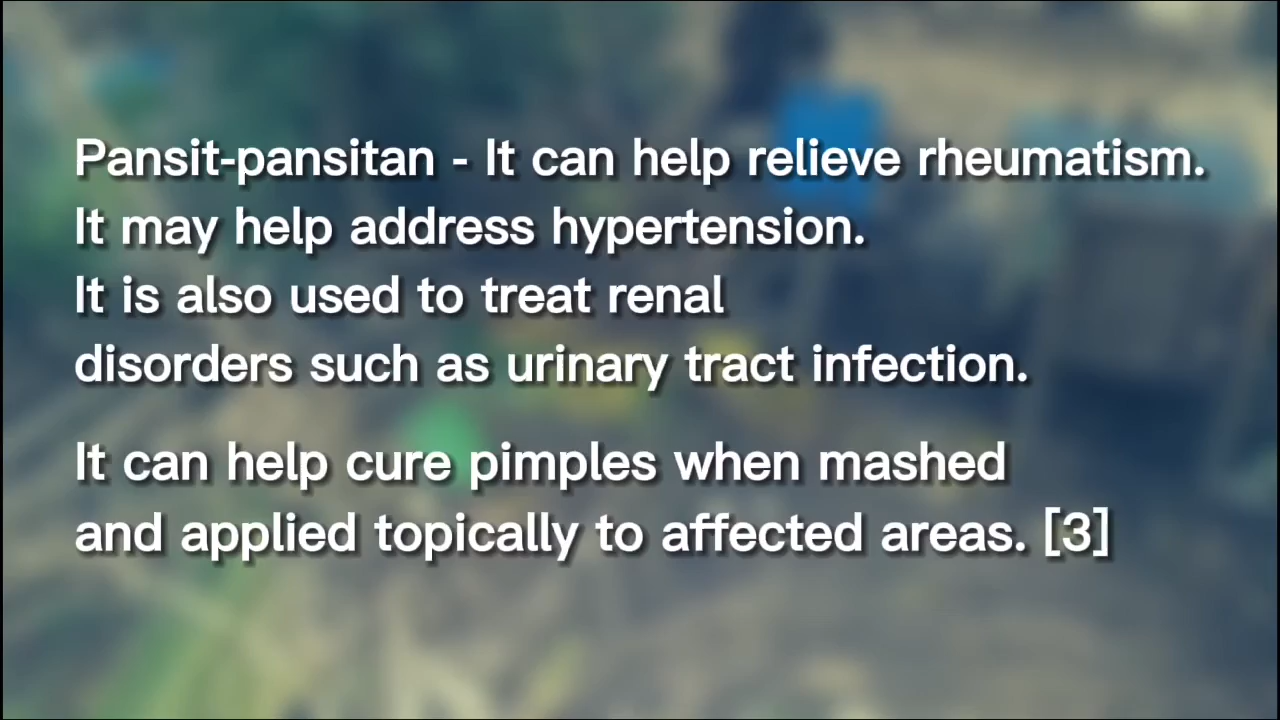 Pansit-pansitan - It can help relieve rheumatism.
It may help address hypertension.
It is also used to treat renal
disorders such as urinary tract infection.
It can help cure pimples when mashed
and applied topically to affected areas. [3]